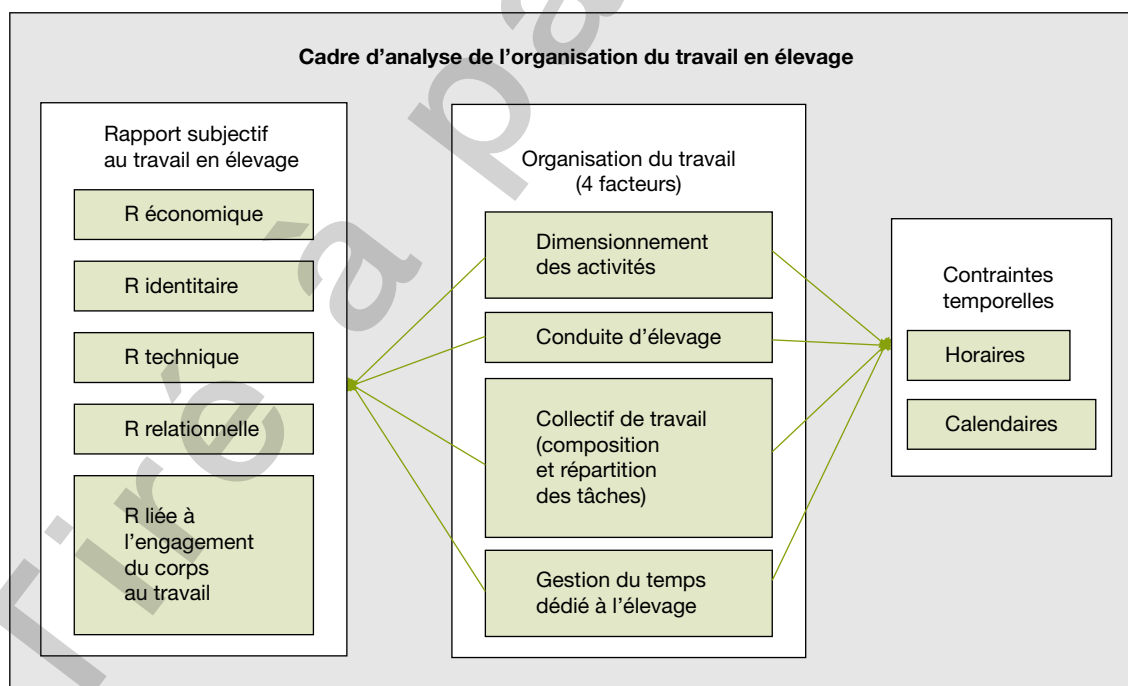 Cadre d'analyse de l'organisation du travail en élevage
Rapport subjectif
au travail en élevage
R économique
R identitaire
R technique
R relationnelle
R liée à
l'engagement
du corps
au travail
Organisation du travail
(4 facteurs)
Dimensionnement
des activités
Conduite d'élevage
Collectif de travail
(composition
et répartition
des tâches)
Gestion du temps
dédié à l'élevage
Contraintes
temporelles
Horaires
Calendaires
Tiré à pa